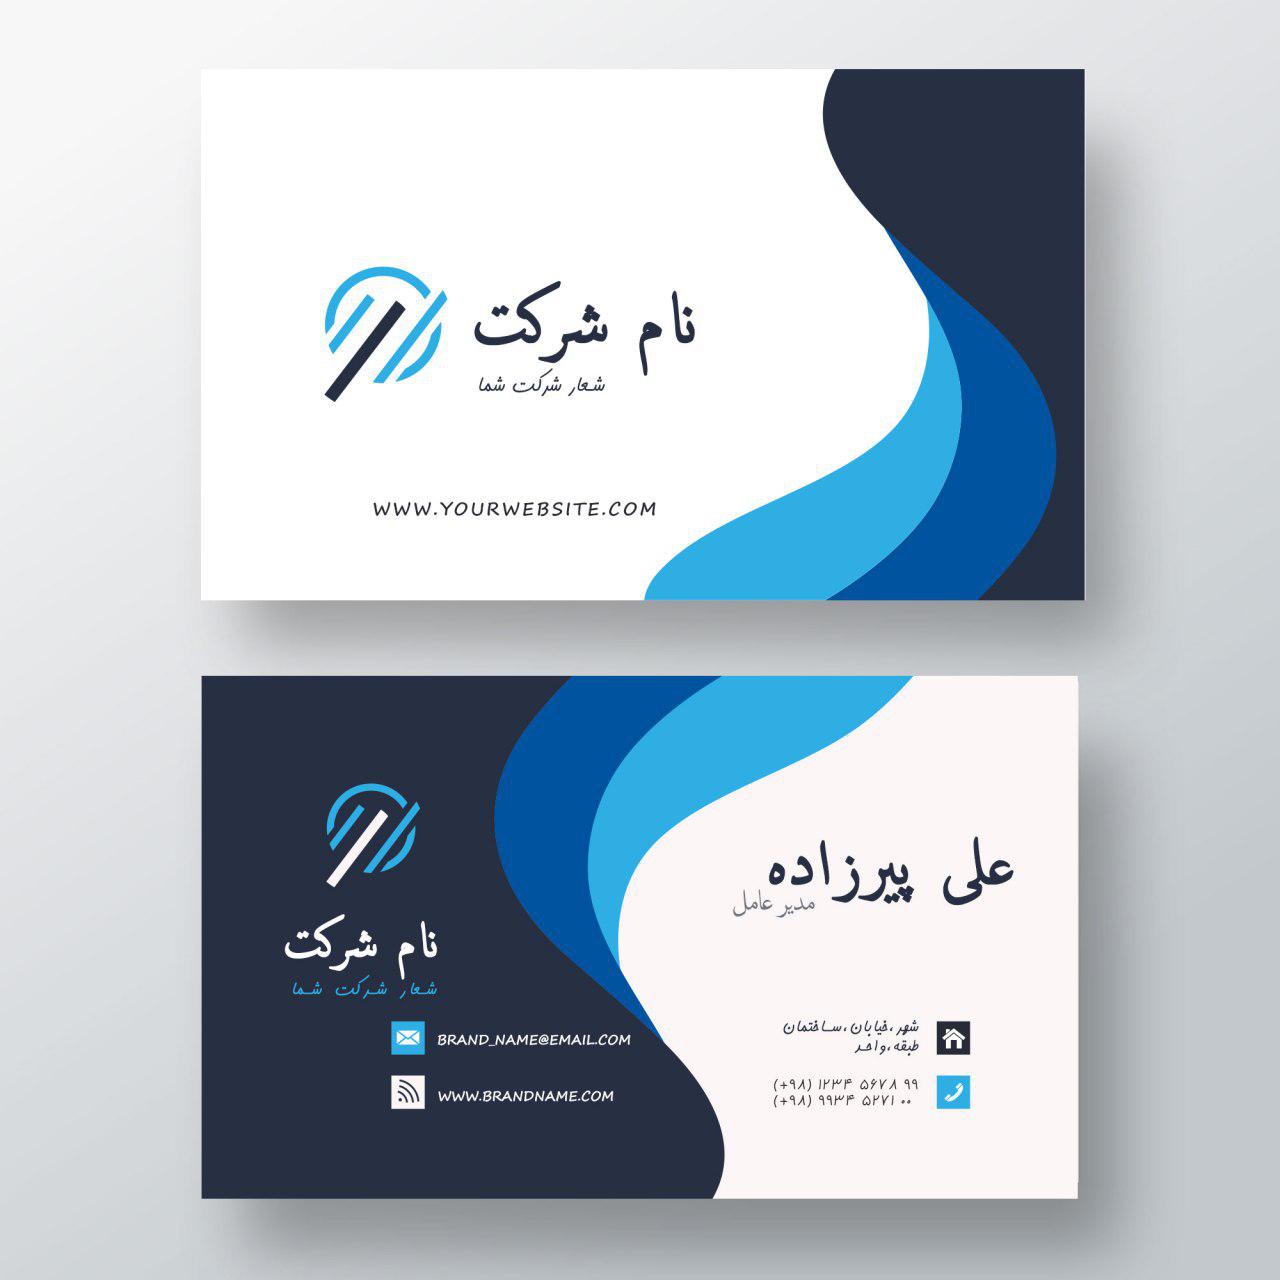 نام شرکت
شعار شرکت شما
WWW.YOURWEBSITE.COM
علی پیرزاده
مدیر عامل
نام شرکت
شعار شرکت شما
BRAND_NAME@EMAIL.COM
WWW.BRANDNAME.COM
شهر ،خیابان ،ساختمان
طبقه،واحد
(+۹۸) ۱۲۳۴ ۵۶۷۸ ۹۹
(+۹۸) ۹۹۳۴ ۵۲۷۱ ۰۰